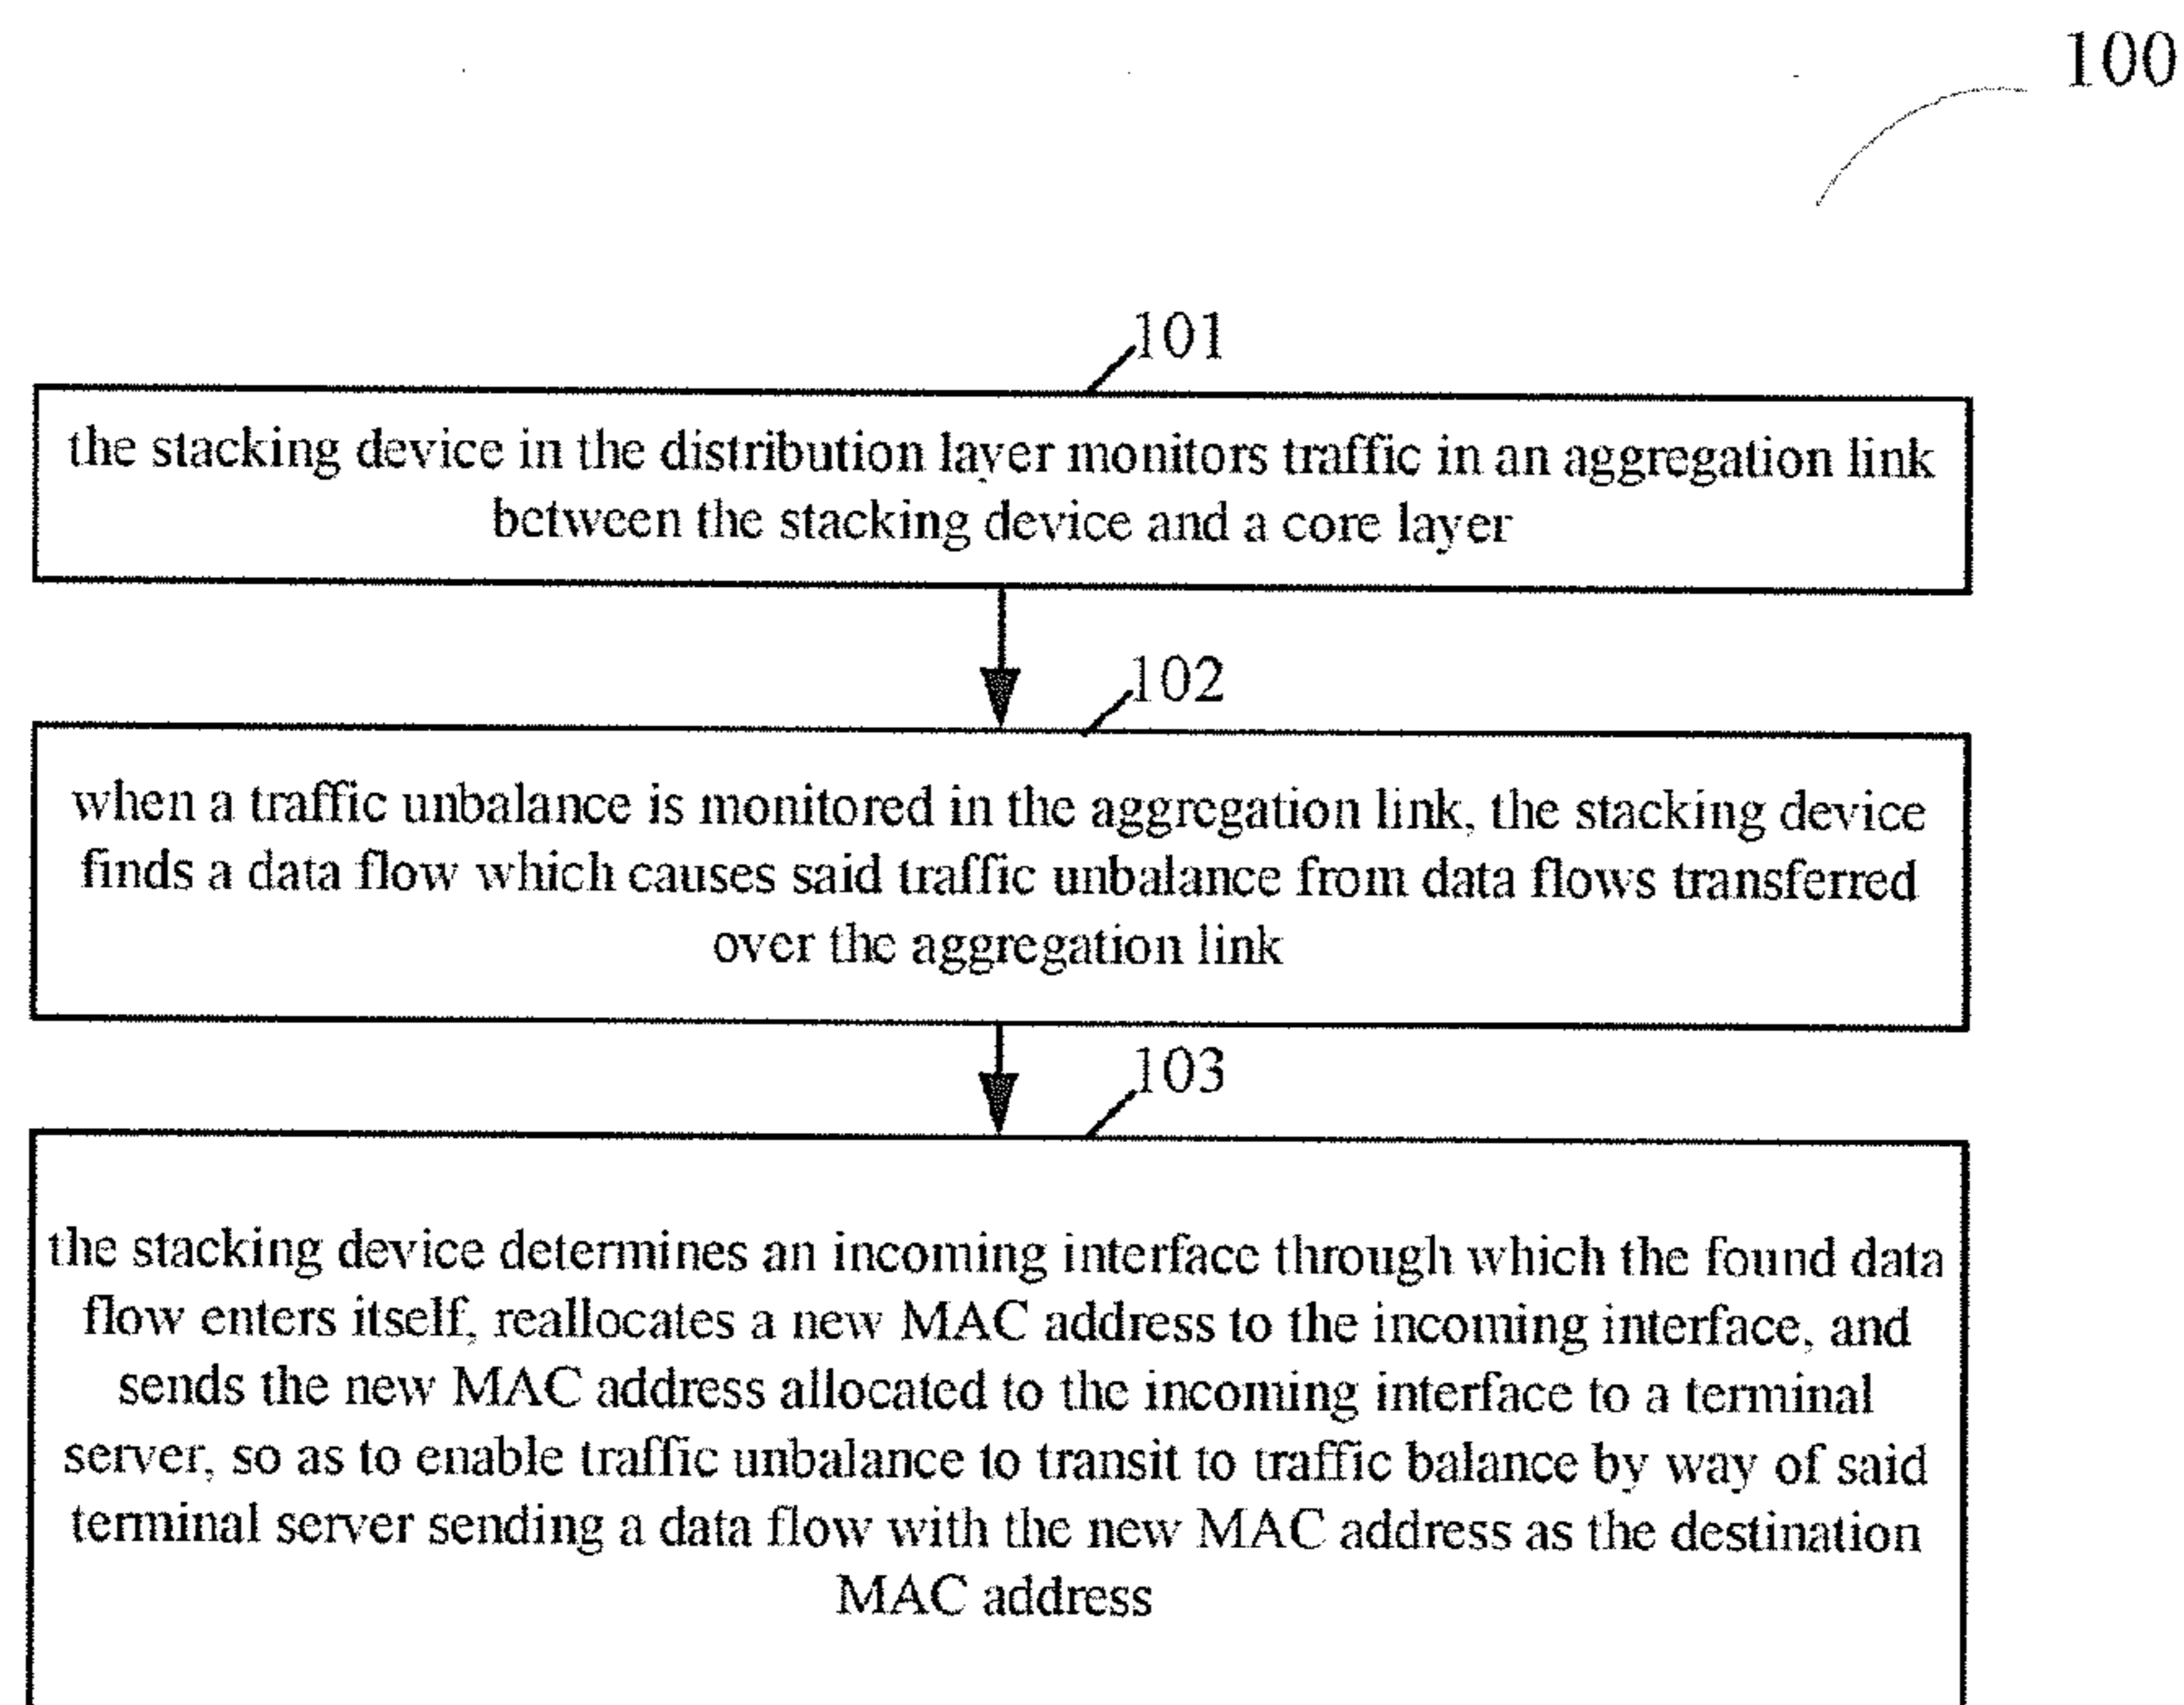 100
101
the stacking device in the distribution layer monitors traffic in an aggregation link
between the stacking device and a core layer
102
when a traffic unbalance is monitored in the aggregation link, the stacking device
finds a data flow which causes said traffic unbalance from data flows transferred
over the aggregation link
103
the stacking device determines an incoming interface through which the found data
flow enters itself, reallocates a new MAC address to the incoming interface, and
sends the new MAC address allocated to the incoming interface to a terminal
server, so as to enable traffic unbalance to transit to traffic balance by way of said
terminal server sending a data flow with the new MAC address as the destination
MAC address